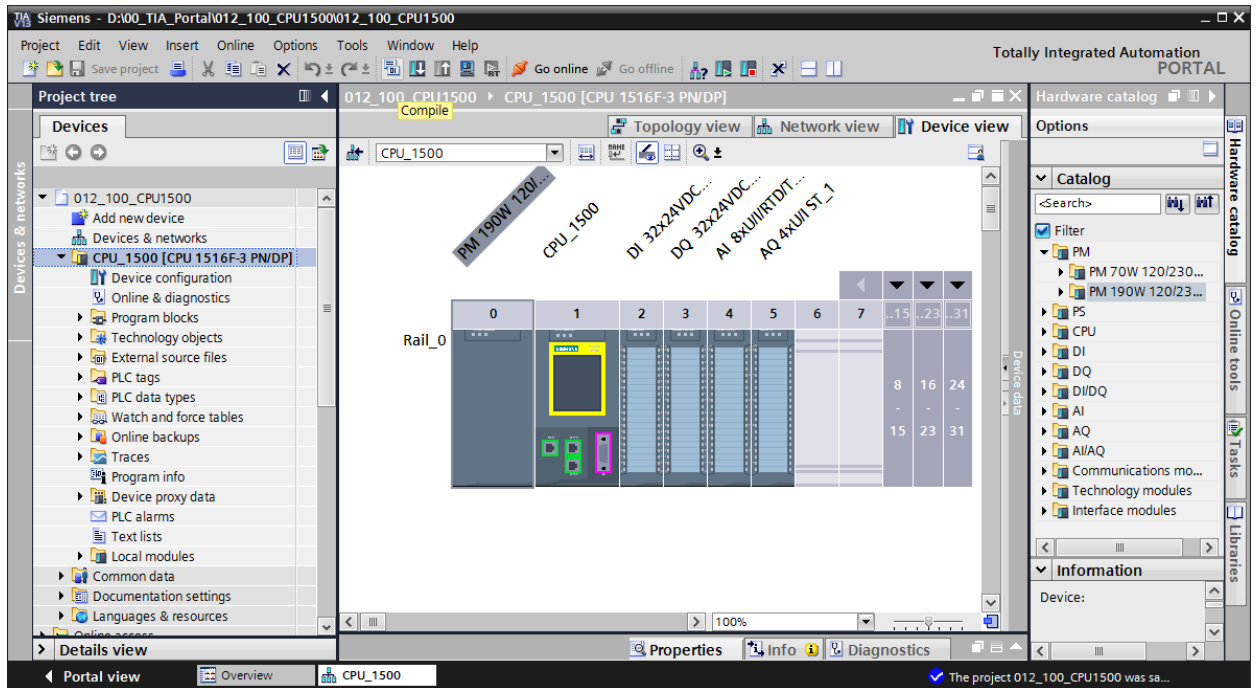 Siemens - D:\00_TIA_Portal\012_100_CPU1500\012_100_CPU1500
Project Edit View Insert Online Options Tools Window Help
Totally Integrated Automation
PORTAL
Save project Go online Go offline
Compile
Project tree
012_100_CPU1500 CPU_1500 [CPU 1516F-3 PN/DP]
Hardware catalog
Devices
Topology view Network view Device view
Options
CPU_1500
012_100_CPU1500
Add new device
Devices & networks
CPU_1500 [CPU 1516F-3 PN/DP]
Device configuration
Online & diagnostics
Program blocks
Technology objects
External source files
PLC tags
PLC data types
Watch and force tables
Online backups
Traces
Program info
Device proxy data
PLC alarms
Text lists
Local modules
Common data
Documentation settings
Languages & resources
Online access
Details view
Devices & networks
PM 190W 120/...
CPU_1500
DI 32x24VDC...
DQ 32x24VDC...
AI 8xU/I/RTD/T...
AQ 4xU/I ST_1
0 1 2 3 4 5 6 7 ..15 ..23 ..31
Rail_0
SIEMENS
8 16 24
- - -
15 23 31
Device data
100%
Properties Info Diagnostics
Catalog
<Search>
Filter
PM
PM 70W 120/230...
PM 190W 120/23...
PS
CPU
DI
DQ
DI/DQ
AI
AQ
AI/AQ
Communications mo...
Technology modules
Interface modules
Information
Device:
Hardware catalog
Online tools
Tasks
Libraries
Portal view Overview CPU_1500
The project 012_100_CPU1500 was sa...